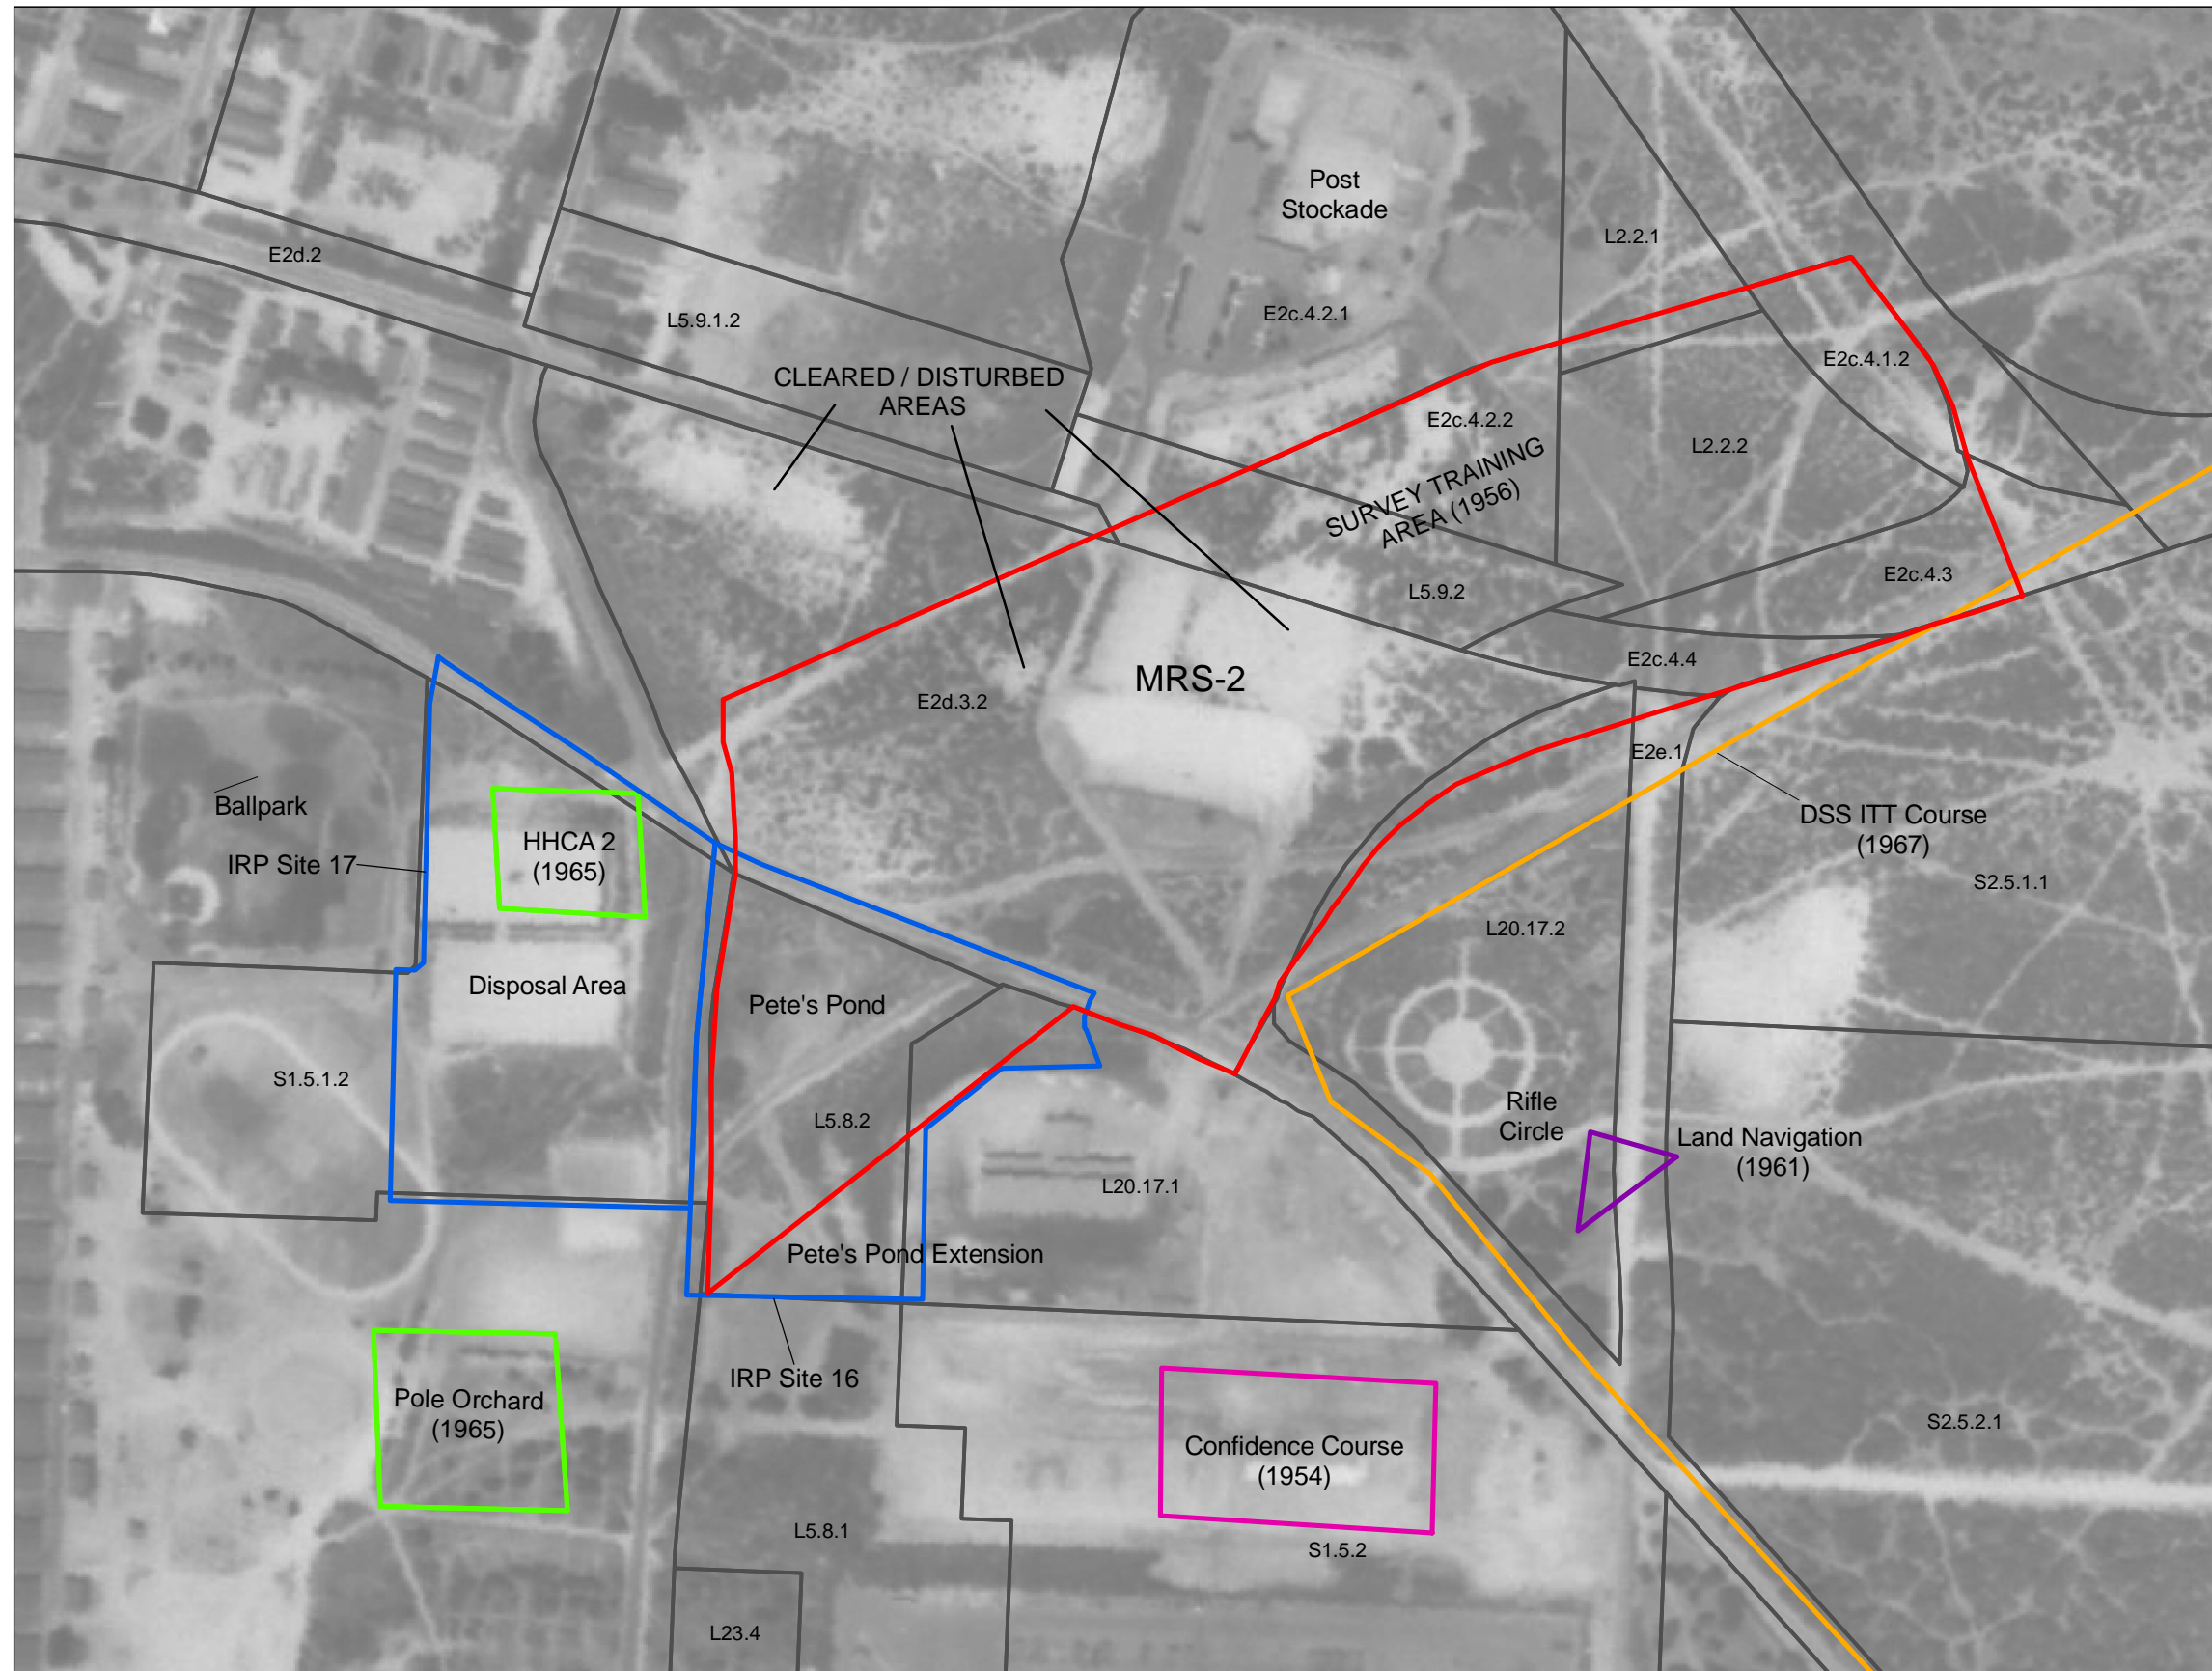 Post
Stockade
L2.2.1
E2d.2
E2c.4.2.1
L5.9.1.2
E2c.4.1.2
CLEARED / DISTURBED
AREAS
E2c.4.2.2
L2.2.2
SURVEY TRAINING
AREA (1956)
E2c.4.3
L5.9.2
E2c.4.4
MRS-2
E2d.3.2
E2e.1
Ballpark
DSS ITT Course
(1967)
HHCA 2
(1965)
IRP Site 17
S2.5.1.1
L20.17.2
Disposal Area
Pete's Pond
S1.5.1.2
Rifle
Circle
L5.8.2
Land Navigation
(1961)
L20.17.1
Pete's Pond Extension
IRP Site 16
Pole Orchard
(1965)
S2.5.2.1
Confidence Course
(1954)
L5.8.1
S1.5.2
L23.4